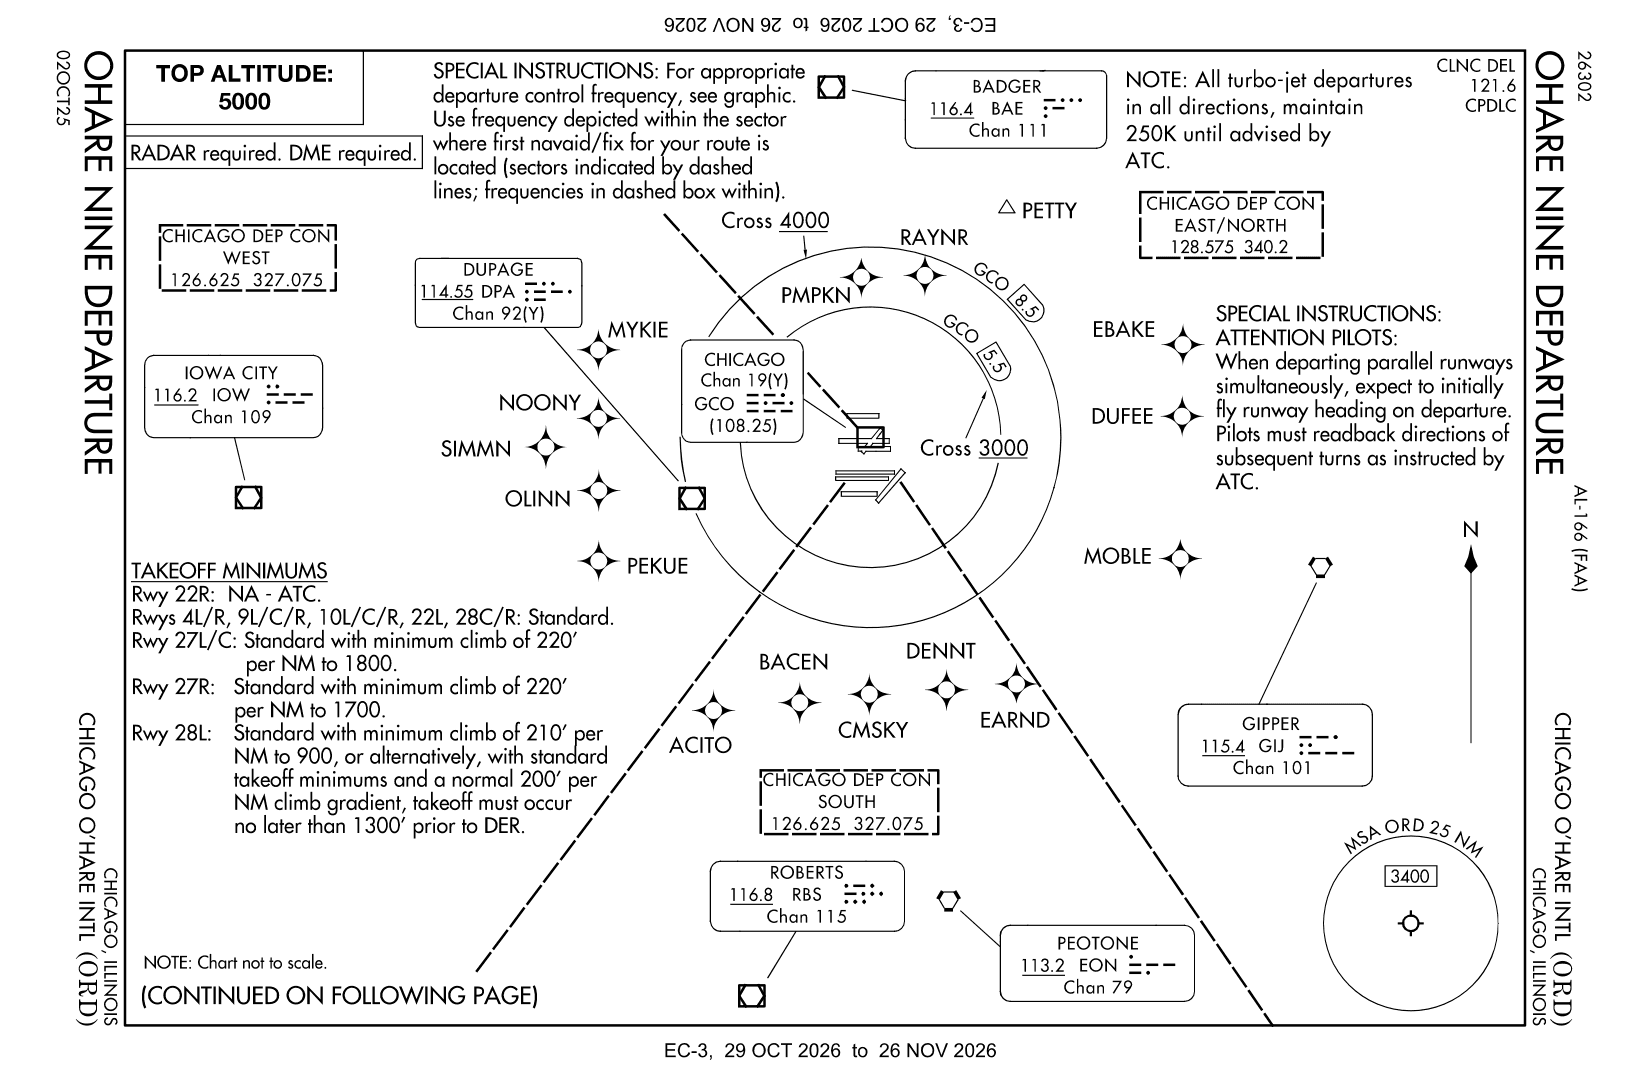 EC-3, 29 OCT 2026 to 26 NOV 2026
OHARE NINE DEPARTURE
02OCT25
CHICAGO O'HARE INTL (ORD)
CHICAGO, ILLINOIS
TOP ALTITUDE:
5000
RADAR required. DME required.
SPECIAL INSTRUCTIONS: For appropriate
departure control frequency, see graphic.
Use frequency depicted within the sector
where first navaid/fix for your route is
located (sectors indicated by dashed
lines; frequencies in dashed box within).
BADGER
116.4 BAE
Chan 111
NOTE: All turbo-jet departures
in all directions, maintain
250K until advised by
ATC.
CLNC DEL
121.6
CPDLC
CHICAGO DEP CON
WEST
126.625 327.075
Cross 4000
PETTY
RAYNR
CHICAGO DEP CON
EAST/NORTH
128.575 340.2
DUPAGE
114.55 DPA
Chan 92(Y)
PMPKN
GCO 8.5
GCO 5.5
MYKIE
EBAKE
SPECIAL INSTRUCTIONS:
ATTENTION PILOTS:
When departing parallel runways
simultaneously, expect to initially
fly runway heading on departure.
Pilots must readback directions of
subsequent turns as instructed by
ATC.
IOWA CITY
116.2 IOW
Chan 109
CHICAGO
Chan 19(Y)
GCO
(108.25)
NOONY
DUFEE
SIMMN
Cross 3000
OLINN
N
MOBLE
PEKUE
TAKEOFF MINIMUMS
Rwy 22R: NA - ATC.
Rwys 4L/R, 9L/C/R, 10L/C/R, 22L, 28C/R: Standard.
Rwy 27L/C: Standard with minimum climb of 220'
per NM to 1800.
Rwy 27R: Standard with minimum climb of 220'
per NM to 1700.
Rwy 28L: Standard with minimum climb of 210' per
NM to 900, or alternatively, with standard
takeoff minimums and a normal 200' per
NM climb gradient, takeoff must occur
no later than 1300' prior to DER.
BACEN
DENNT
ACITO
CMSKY
EARND
GIPPER
115.4 GIJ
Chan 101
CHICAGO DEP CON
SOUTH
126.625 327.075
MSA ORD 25 NM
3400
ROBERTS
116.8 RBS
Chan 115
PEOTONE
113.2 EON
Chan 79
NOTE: Chart not to scale.
(CONTINUED ON FOLLOWING PAGE)
OHARE NINE DEPARTURE
26302
AL-166 (FAA)
CHICAGO O'HARE INTL (ORD)
CHICAGO, ILLINOIS
EC-3, 29 OCT 2026 to 26 NOV 2026